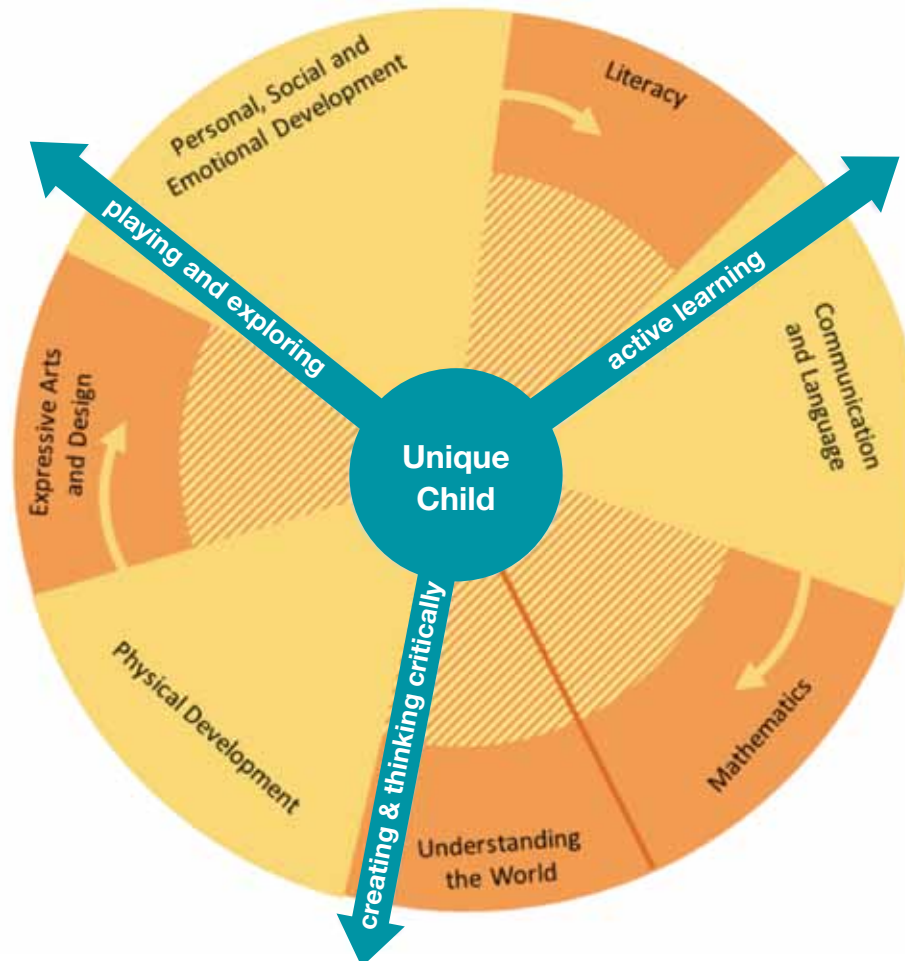 Personal, Social and
Emotional Development
Literacy
playing and exploring
active learning
Communication
and Language
Expressive Arts
and Design
Unique
Child
Physical Development
creating & thinking critically
Mathematics
Understanding
the World